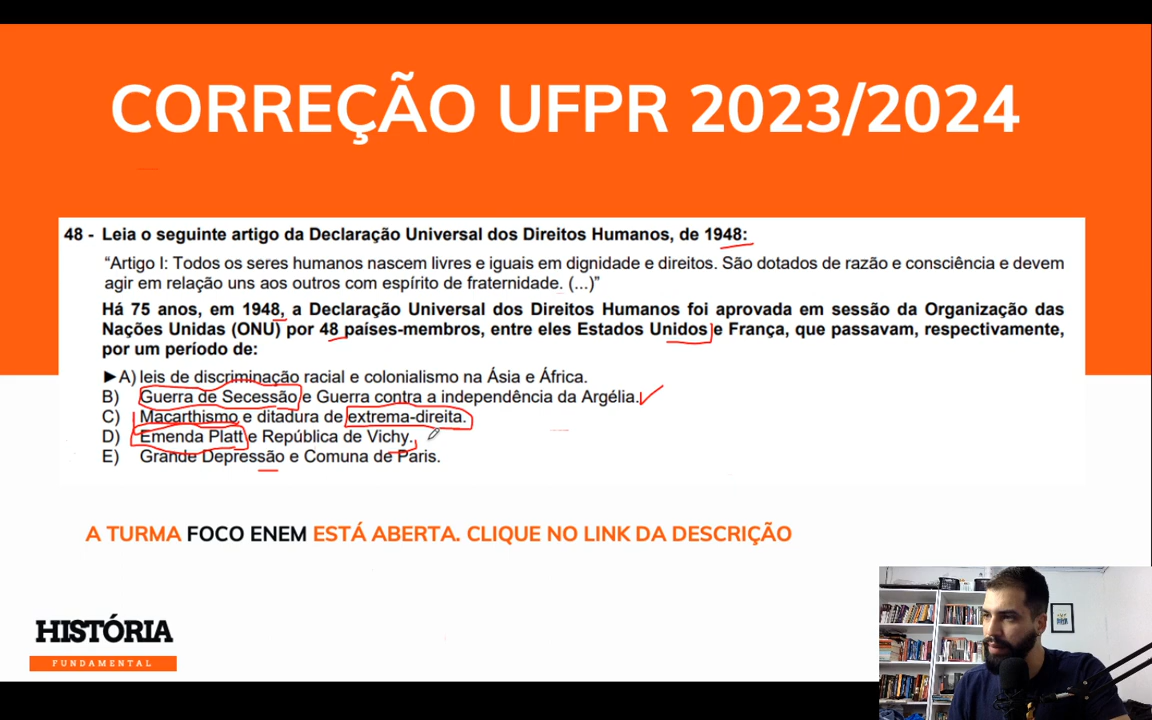 CORREÇÃO UFPR 2023/2024
48 - Leia o seguinte artigo da Declaração Universal dos Direitos Humanos, de 1948:
“Artigo I: Todos os seres humanos nascem livres e iguais em dignidade e direitos. São dotados de razão e consciência e devem
agir em relação uns aos outros com espírito de fraternidade. (...)”
Há 75 anos, em 1948, a Declaração Universal dos Direitos Humanos foi aprovada em sessão da Organização das
Nações Unidas (ONU) por 48 países-membros, entre eles Estados Unidos e França, que passavam, respectivamente,
por um período de:
►A) leis de discriminação racial e colonialismo na Ásia e África.
B) Guerra de Secessão e Guerra contra a independência da Argélia.
C) Macarthismo e ditadura de extrema-direita.
D) Emenda Platt e República de Vichy.
E) Grande Depressão e Comuna de Paris.
A TURMA FOCO ENEM ESTÁ ABERTA. CLIQUE NO LINK DA DESCRIÇÃO
HISTÓRIA
FUNDAMENTAL